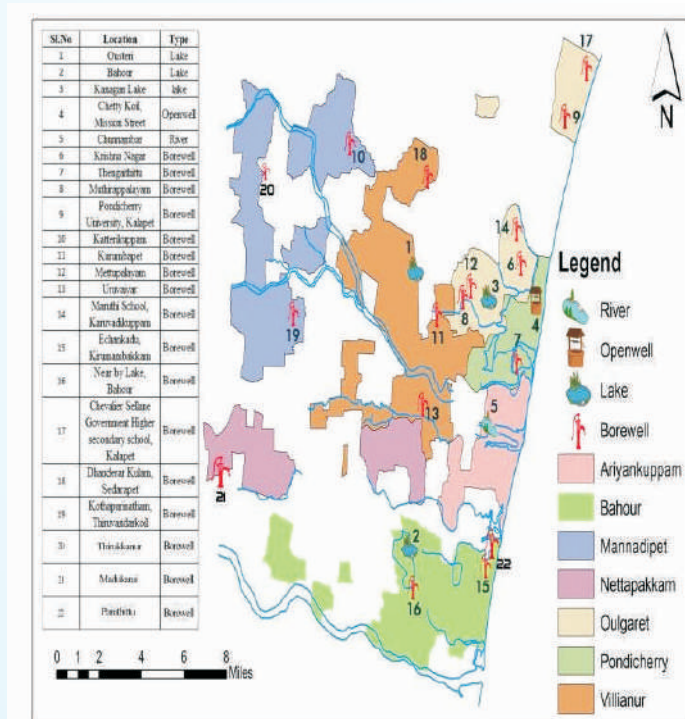 Sl.No Location Type
1 Ousteri Lake
2 Bahour Lake
3 Kanagan Lake lake
4 Chetty Koil, Mission Street Openwell
5 Chunnambar River
6 Krishna Nagar Borewell
7 Thengaithittu Borewell
8 Muthirappalayam Borewell
9 Pondicherry University, Kalapet Borewell
10 Katterikuppam Borewell
11 Karambapet Borewell
12 Mettupalayam Borewell
13 Uruvaiyar Borewell
14 Maruthi School, Karuvadikuppam Borewell
15 Kirumambakkam Borewell
16 Near by Lake, Bahour Borewell
17 Chevalier Sellane Government Higher secondary school, Kalapet Borewell
18 Kulam, Sedarapet Borewell
19 Borewell
20 Thirukkanur Borewell
21 Madukarai Borewell
22 Borewell
17
N
9
10
18
20
14
1
12
6
3
8
4
19
11
7
13
5
21
2
22
15
16
Legend
River
Openwell
Lake
Borewell
Ariyankuppam
Bahour
Mannadipet
Nettapakkam
Oulgaret
Pondicherry
Villianur
0 1 2 4 6 8
Miles